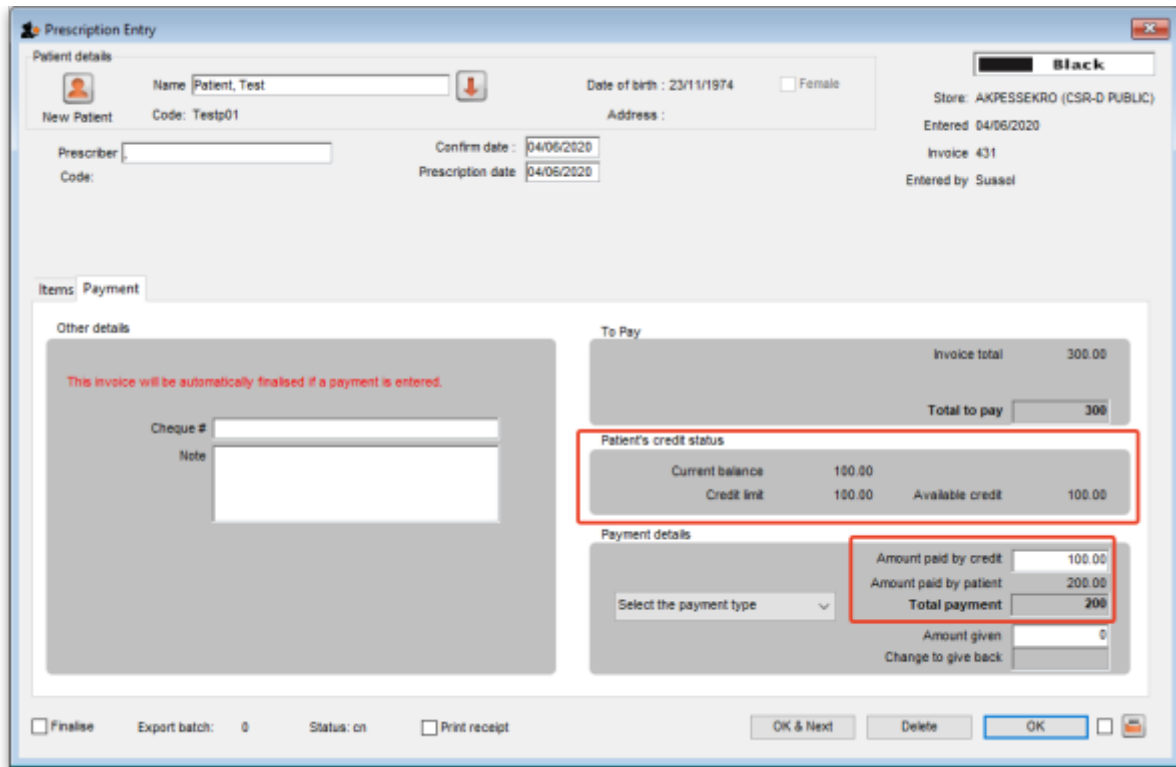 Prescription Entry
Patient details
New Patient
Name Patient, Test
Code: Testp01
Date of birth : 23/11/1974
Female
Address :
Black
Store: AKPESSEKRO (CSR-D PUBLIC)
Entered 04/06/2020
Invoice 431
Entered by Sussol
Prescriber ,
Code:
Confirm date : 04/06/2020
Prescription date 04/06/2020
Items Payment
Other details
This invoice will be automatically finalised if a payment is entered.
Cheque #
Note
To Pay
Invoice total 300.00
Total to pay 300
Patient's credit status
Current balance 100.00
Credit limit 100.00 Available credit 100.00
Payment details
Select the payment type
Amount paid by credit 100.00
Amount paid by patient 200.00
Total payment 200
Amount given 0
Change to give back
Finalise Export batch: 0 Status: cn Print receipt OK & Next Delete OK